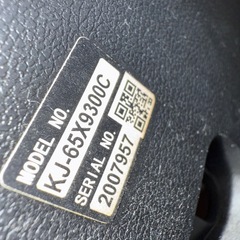 MODEL NO.
KJ-65X9300C
SERIAL NO.
2007957